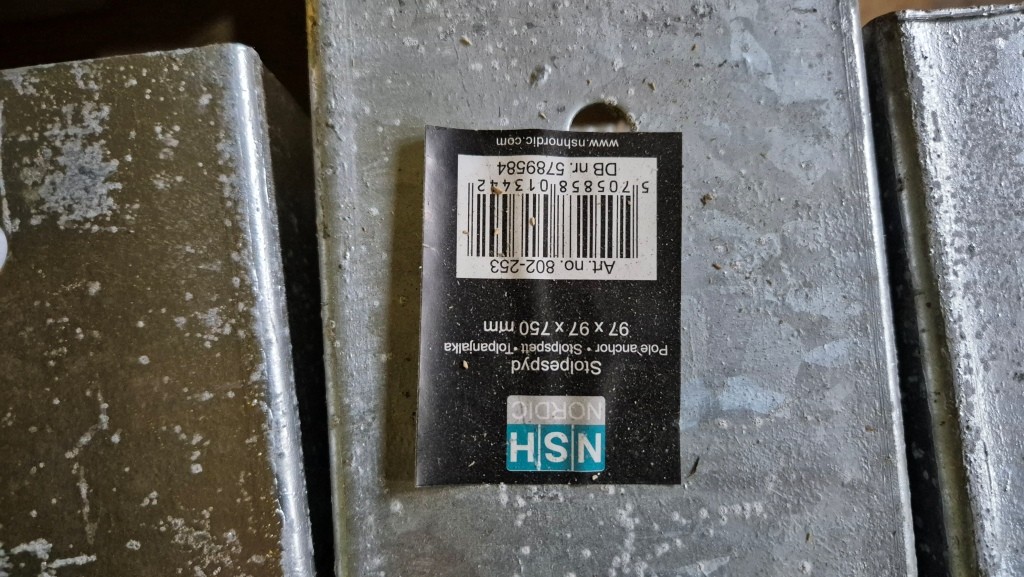 NSH
NORDIC
Stolpespyd
Pole anchor • Stolpspett • Tolpanjalka
97 x 97 x 750 mm
Art. no. 802-253
5 705858 013442
DB nr. 5789584
www.nshnordic.com